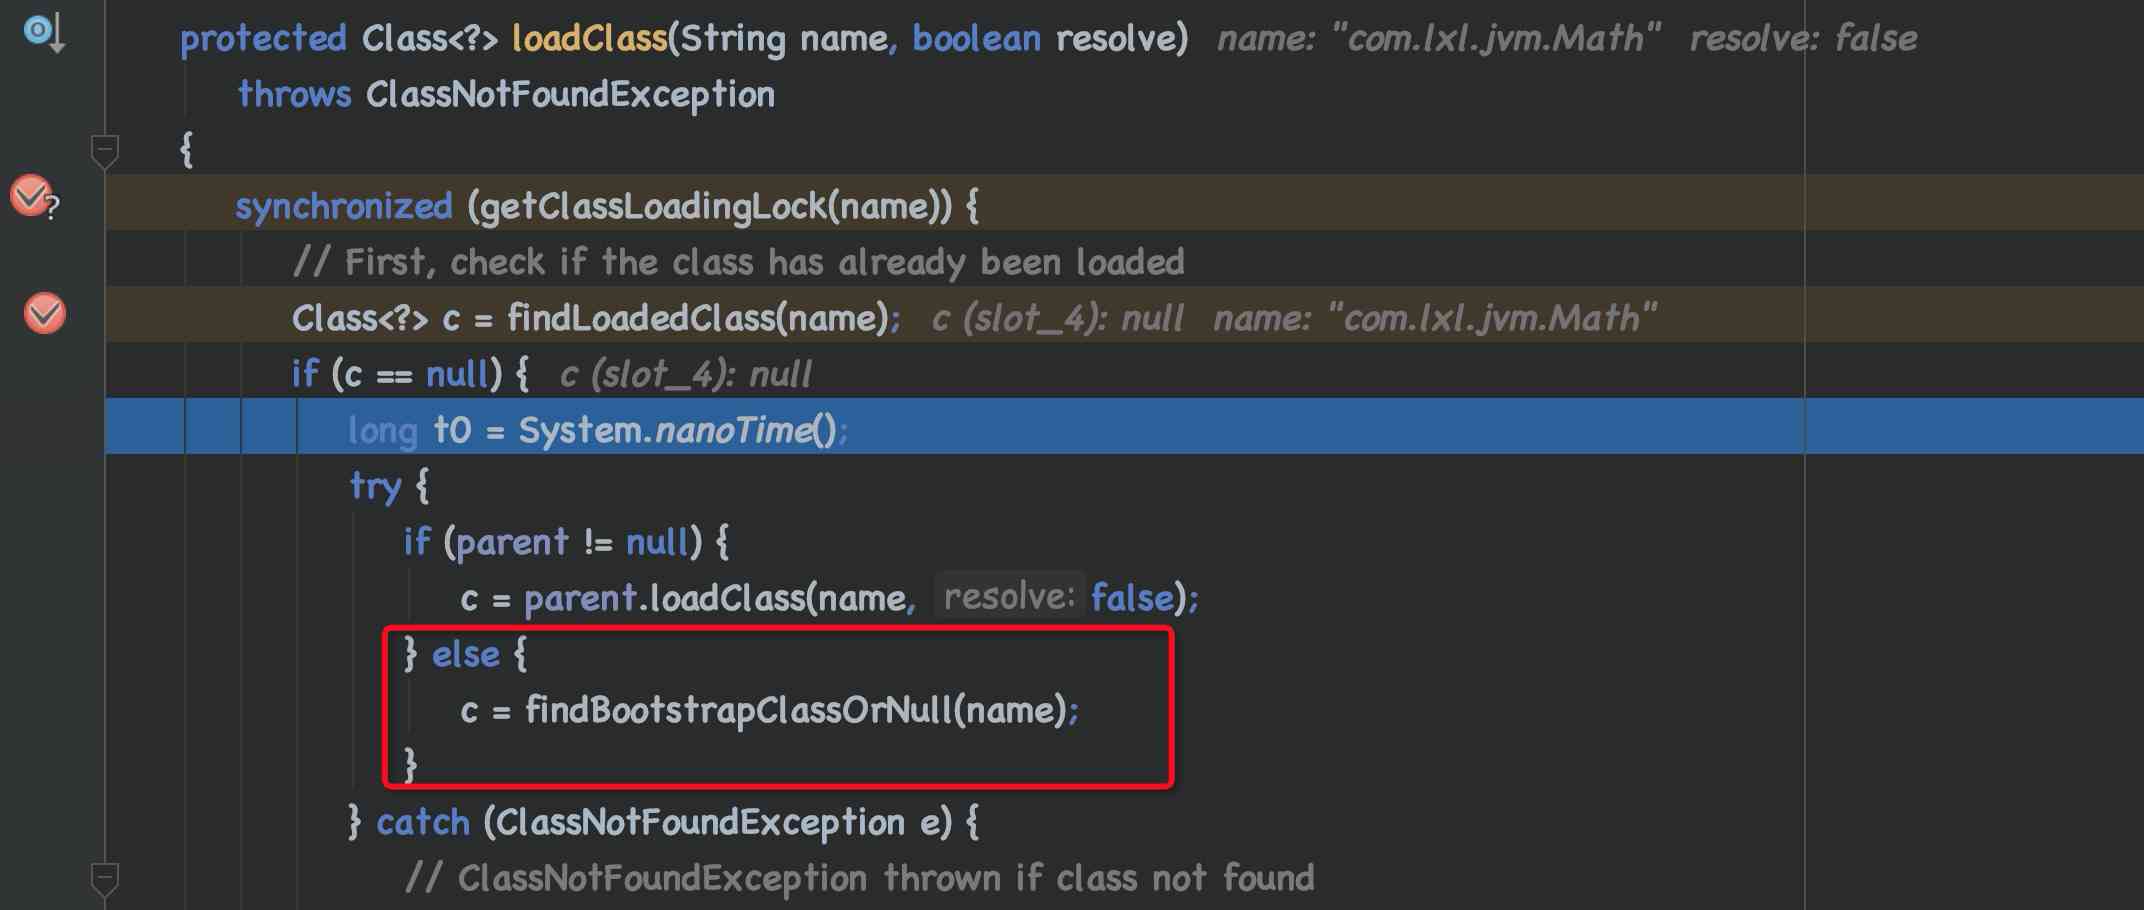 protected Class<?> loadClass(String name, boolean resolve) name: "com.lxl.jvm.Math" resolve: false
throws ClassNotFoundException
{
synchronized (getClassLoadingLock(name)) {
// First, check if the class has already been loaded
Class<?> c = findLoadedClass(name); c (slot_4): null name: "com.lxl.jvm.Math"
if (c == null) { c (slot_4): null
long t0 = System.nanoTime();
try {
if (parent != null) {
c = parent.loadClass(name, resolve: false);
} else {
c = findBootstrapClassOrNull(name);
}
} catch (ClassNotFoundException e) {
// ClassNotFoundException thrown if class not found